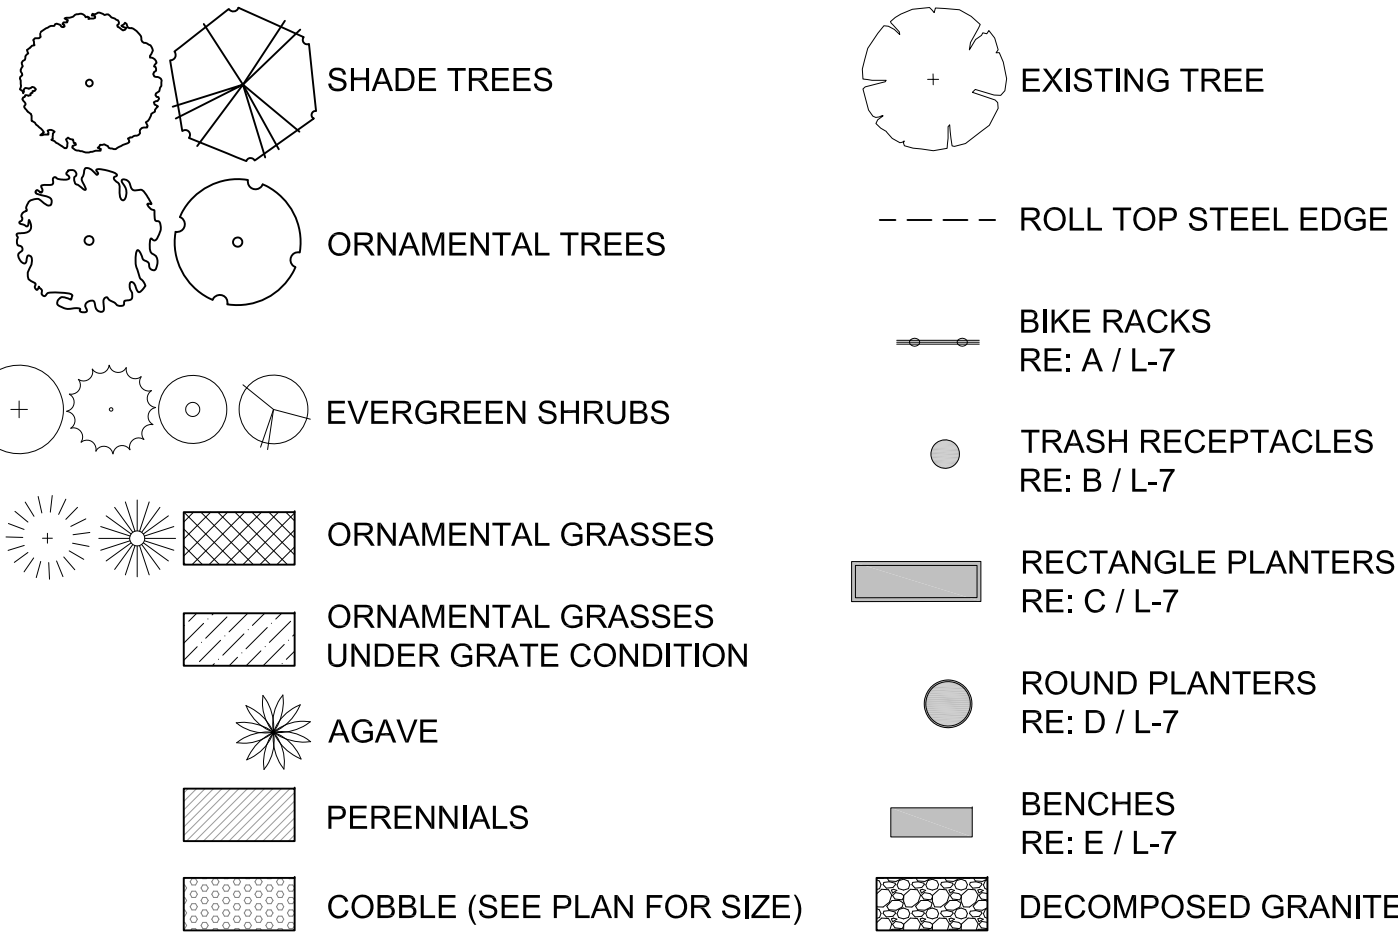 SHADE TREES
ORNAMENTAL TREES
EVERGREEN SHRUBS
ORNAMENTAL GRASSES
ORNAMENTAL GRASSES
UNDER GRATE CONDITION
AGAVE
PERENNIALS
COBBLE (SEE PLAN FOR SIZE)
EXISTING TREE
ROLL TOP STEEL EDGE
BIKE RACKS
RE: A / L-7
TRASH RECEPTACLES
RE: B / L-7
RECTANGLE PLANTERS
RE: C / L-7
ROUND PLANTERS
RE: D / L-7
BENCHES
RE: E / L-7
DECOMPOSED GRANITE